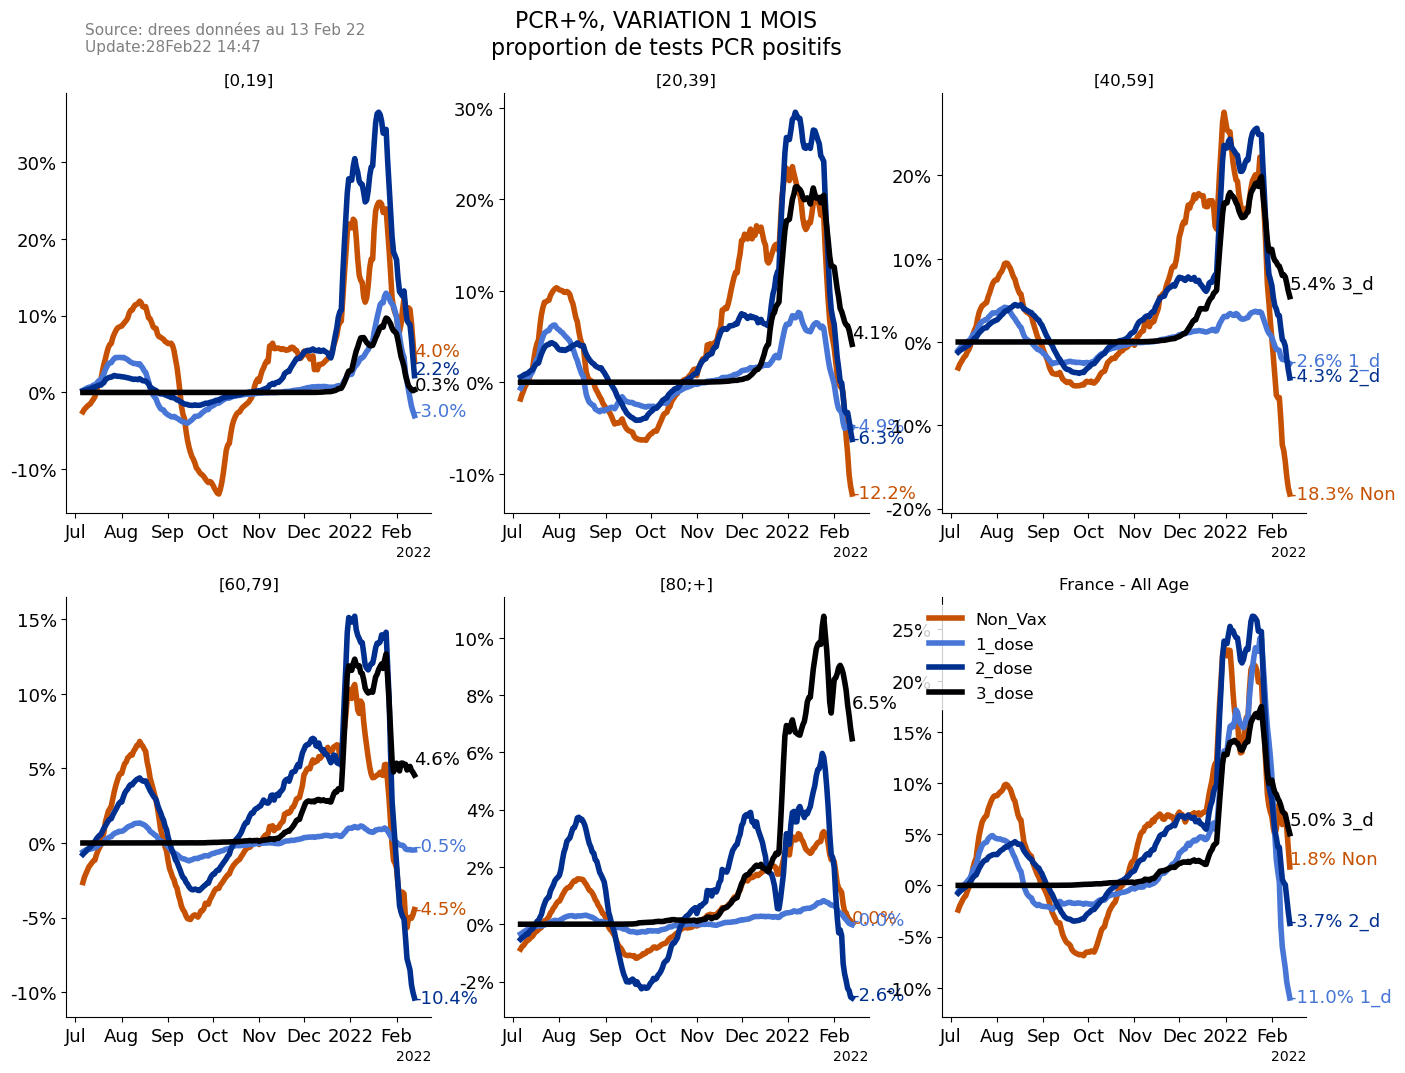 Source: drees données au 13 Feb 22
Update:28Feb22 14:47
PCR+%, VARIATION 1 MOIS
proportion de tests PCR positifs
[0,19]
30%
20%
10%
0%
-10%
4.0%
2.2%
0.3%
-3.0%
Jul Aug Sep Oct Nov Dec 2022 Feb
2022
[20,39]
30%
20%
10%
0%
-10%
4.1%
-4.9%
-6.3%
-12.2%
Jul Aug Sep Oct Nov Dec 2022 Feb
2022
[40,59]
20%
10%
0%
-10%
-20%
5.4% 3_d
-2.6% 1_d
-4.3% 2_d
-18.3% Non
Jul Aug Sep Oct Nov Dec 2022 Feb
2022
[60,79]
15%
10%
5%
0%
-5%
-10%
4.6%
-0.5%
-4.5%
-10.4%
Jul Aug Sep Oct Nov Dec 2022 Feb
2022
[80;+]
10%
8%
6%
4%
2%
0%
-2%
6.5%
0.0%
-0.0%
-2.6%
Jul Aug Sep Oct Nov Dec 2022 Feb
2022
France - All Age
Non_Vax
1_dose
2_dose
3_dose
25%
20%
15%
10%
5%
0%
-5%
-10%
5.0% 3_d
1.8% Non
-3.7% 2_d
-11.0% 1_d
Jul Aug Sep Oct Nov Dec 2022 Feb
2022